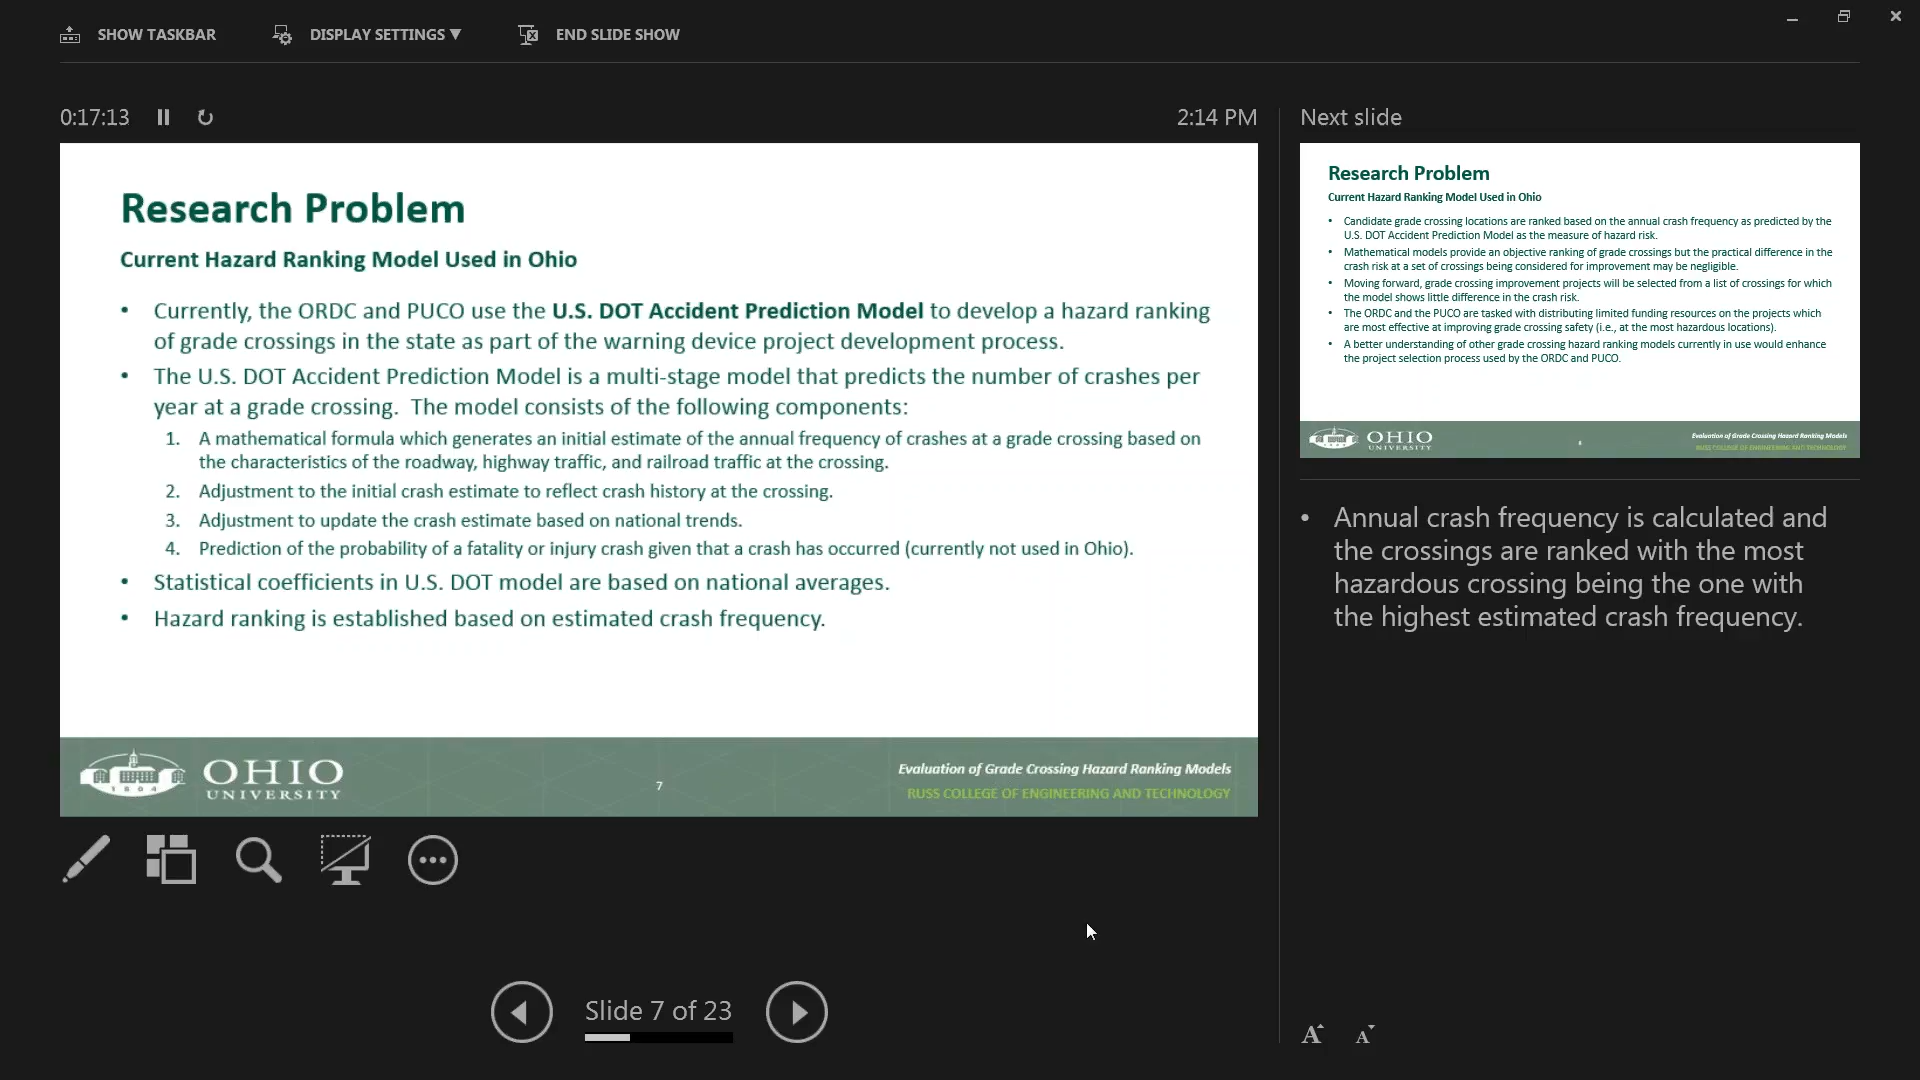 SHOW TASKBAR
DISPLAY SETTINGS ▼
END SLIDE SHOW
0:17:13
2:14 PM
Research Problem
Current Hazard Ranking Model Used in Ohio
• Currently, the ORDC and PUCO use the U.S. DOT Accident Prediction Model to develop a hazard ranking
of grade crossings in the state as part of the warning device project development process.
• The U.S. DOT Accident Prediction Model is a multi-stage model that predicts the number of crashes per
year at a grade crossing. The model consists of the following components:
1. A mathematical formula which generates an initial estimate of the annual frequency of crashes at a grade crossing based on
the characteristics of the roadway, highway traffic, and railroad traffic at the crossing.
2. Adjustment to the initial crash estimate to reflect crash history at the crossing.
3. Adjustment to update the crash estimate based on national trends.
4. Prediction of the probability of a fatality or injury crash given that a crash has occurred (currently not used in Ohio).
• Statistical coefficients in U.S. DOT model are based on national averages.
• Hazard ranking is established based on estimated crash frequency.
1804
OHIO
UNIVERSITY
7
Evaluation of Grade Crossing Hazard Ranking Models
RUSS COLLEGE OF ENGINEERING AND TECHNOLOGY
Slide 7 of 23
Next slide
Research Problem
Current Hazard Ranking Model Used in Ohio
• Candidate grade crossing locations are ranked based on the annual crash frequency as predicted by the
U.S. DOT Accident Prediction Model as the measure of hazard risk.
• Mathematical models provide an objective ranking of grade crossings but the practical difference in the
crash risk at a set of crossings being considered for improvement may be negligible.
• Moving forward, grade crossing improvement projects will be selected from a list of crossings for which
the model shows little difference in the crash risk.
• The ORDC and the PUCO are tasked with distributing limited funding resources on the projects which
are most effective at improving grade crossing safety (i.e., at the most hazardous locations).
• A better understanding of other grade crossing hazard ranking models currently in use would enhance
the project selection process used by the ORDC and PUCO.
OHIO
UNIVERSITY
8
Evaluation of Grade Crossing Hazard Ranking Models
RUSS COLLEGE OF ENGINEERING AND TECHNOLOGY
• Annual crash frequency is calculated and
the crossings are ranked with the most
hazardous crossing being the one with
the highest estimated crash frequency.
A A